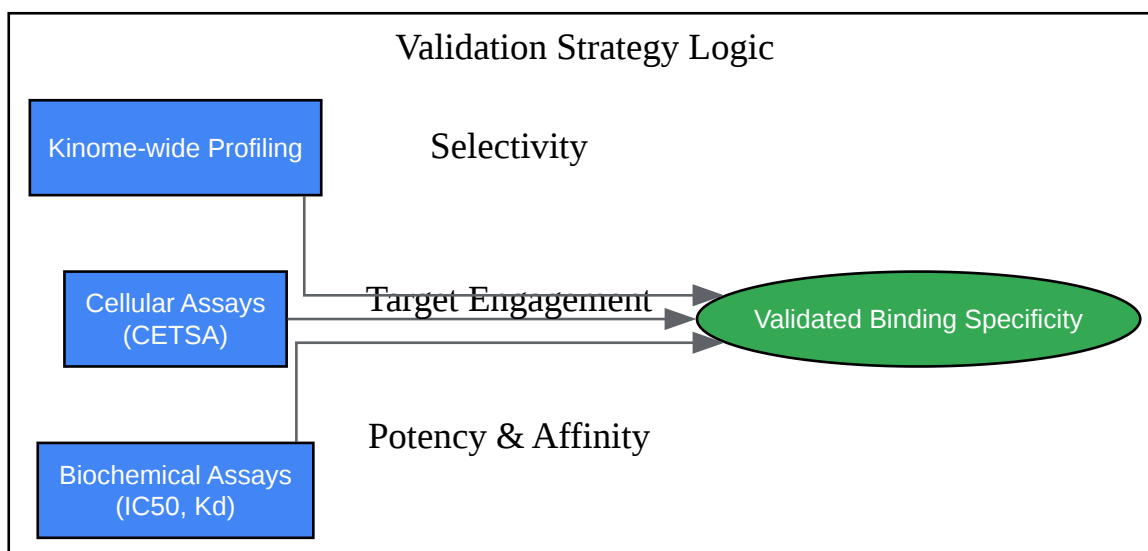 Validation Strategy Logic
Kinome-wide Profiling
Selectivity
Cellular Assays
(CETSA)
Target Engagement
Validated Binding Specificity
Potency & Affinity
Biochemical Assays
(IC50, Kd)